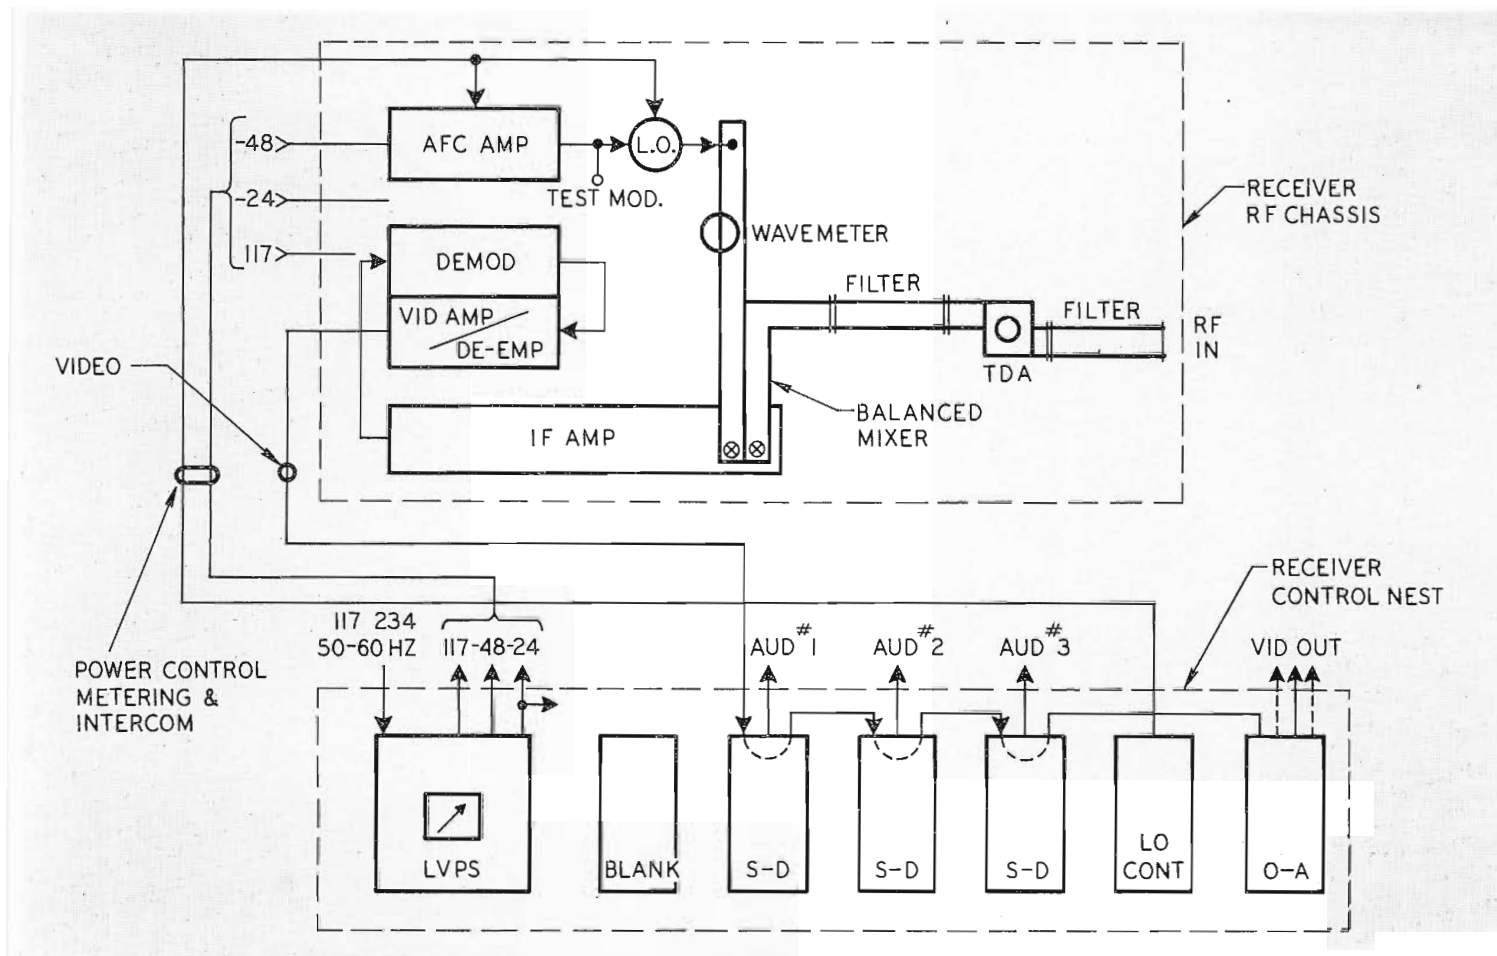 -48
AFC AMP
L.O.
TEST MOD.
-24
117
DEMOD
VID AMP
DE-EMP
WAVEMETER
FILTER
FILTER
RF
IN
TDA
RECEIVER
RF CHASSIS
VIDEO
IF AMP
BALANCED
MIXER
POWER CONTROL
METERING &
INTERCOM
117 234
50-60 HZ
117-48-24
AUD #1
AUD #2
AUD #3
RECEIVER
CONTROL NEST
VID OUT
LVPS
BLANK
S-D
S-D
S-D
LO
CONT
O-A